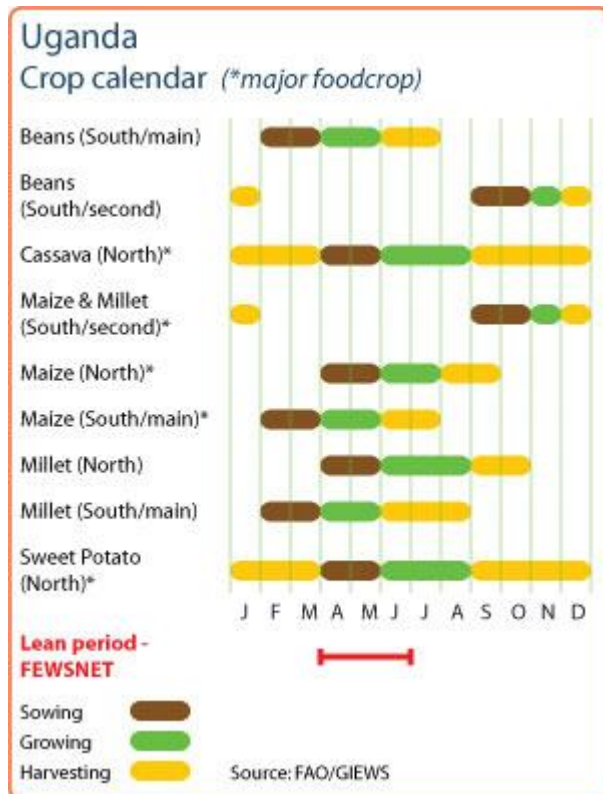 Uganda
Crop calendar (*major foodcrop)
Beans (South/main)
Beans
(South/second)
Cassava (North)*
Maize & Millet
(South/second)*
Maize (North)*
Maize (South/main)*
Millet (North)
Millet (South/main)
Sweet Potato
(North)*
J F M A M J J A S O N D
Lean period -
FEWSNET
Sowing
Growing
Harvesting Source: FAO/GIEWS